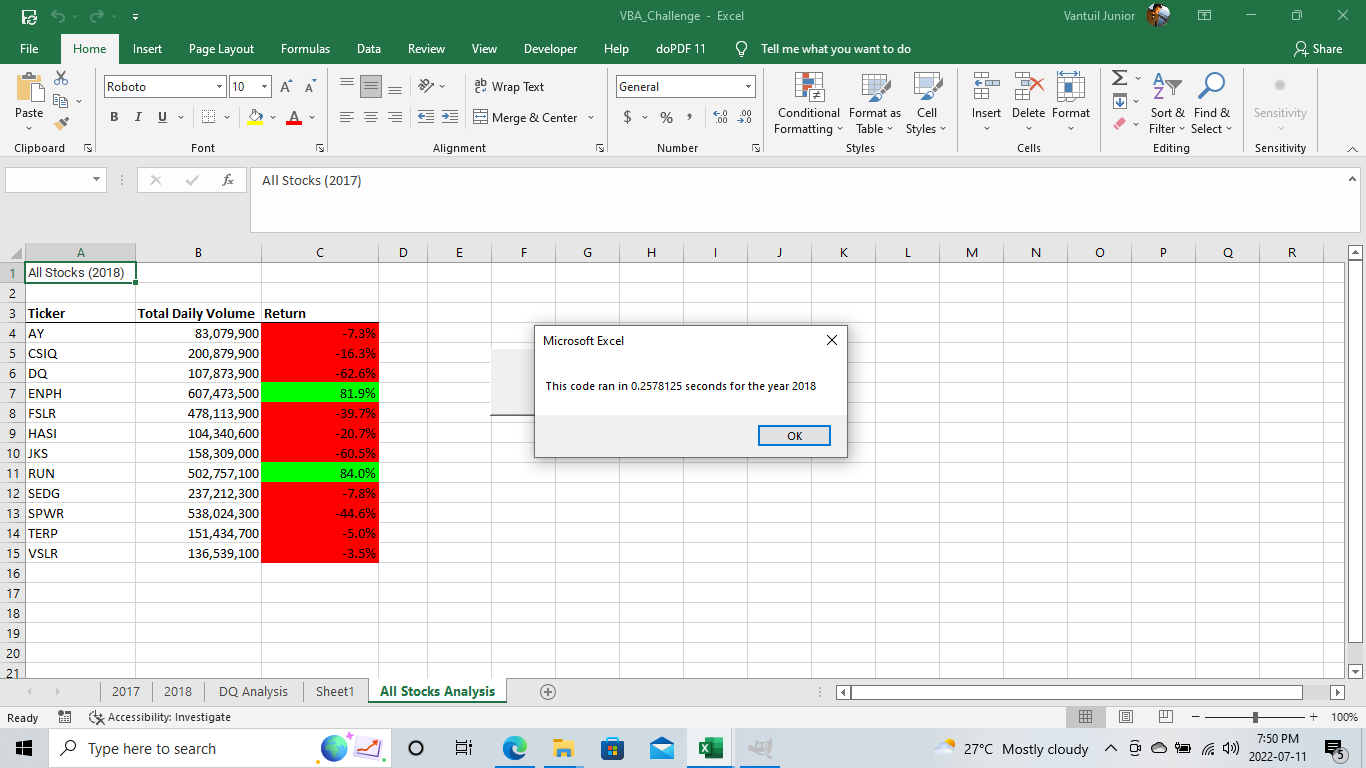 VBA_Challenge - Excel
Vantuil Junior
File Home Insert Page Layout Formulas Data Review View Developer Help doPDF 11 Tell me what you want to do Share
Paste
Clipboard
Roboto 10
B I U A
Font
ab Wrap Text
Merge & Center
Alignment
General
$ % ,
Number
Conditional Formatting
Format as Table
Cell Styles
Styles
Insert Delete Format
Cells
Sort & Filter
Find & Select
Editing
Sensitivity
Sensitivity
fx All Stocks (2017)
A B C D E F G H I J K L M N O P Q R
1 All Stocks (2018)
2
3 Ticker Total Daily Volume Return
4 AY 83,079,900 -7.3%
5 CSIQ 200,879,900 -16.3%
6 DQ 107,873,900 -62.6%
7 ENPH 607,473,500 81.9%
8 FSLR 478,113,900 -39.7%
9 HASI 104,340,600 -20.7%
10 JKS 158,309,000 -60.5%
11 RUN 502,757,100 84.0%
12 SEDG 237,212,300 -7.8%
13 SPWR 538,024,300 -44.6%
14 TERP 151,434,700 -5.0%
15 VSLR 136,539,100 -3.5%
16
17
18
19
20
21
Microsoft Excel
This code ran in 0.2578125 seconds for the year 2018
OK
2017 2018 DQ Analysis Sheet1 All Stocks Analysis
Ready Accessibility: Investigate 100%
Type here to search
27°C Mostly cloudy
7:50 PM
2022-07-11
5